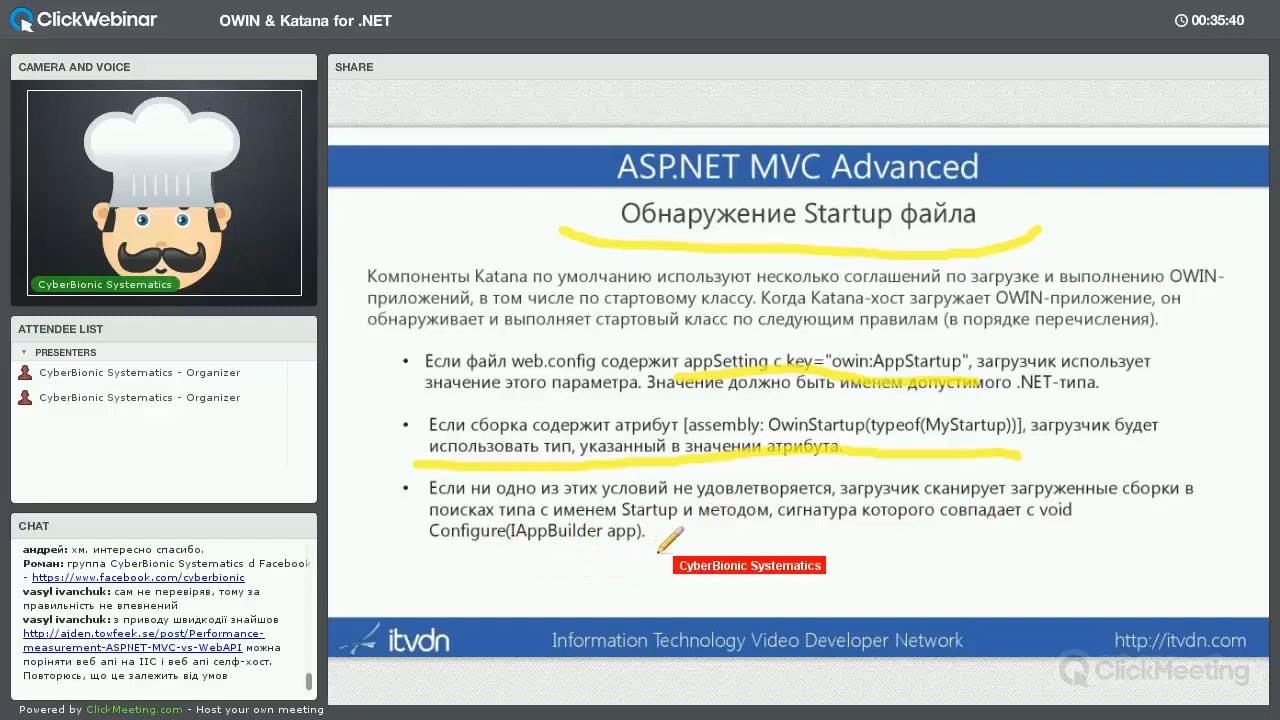 ClickWebinar
OWIN & Katana for .NET
00:35:40
CAMERA AND VOICE
CyberBionic Systematics
ATTENDEE LIST
PRESENTERS
CyberBionic Systematics - Organizer
CyberBionic Systematics - Organizer
CHAT
андрей: хм. интересно спасибо.
Роман: группа CyberBionic Systematics d Facebook
- https://www.facebook.com/cyberbionic
vasyl ivanchuk: сам не перевіряв, тому за
правильність не впевнений
vasyl ivanchuk: з приводу швидкодії знайшов
http://aiden.towfeek.se/post/Performance-
measurement-ASPNET-MVC-vs-WebAPI можна
поріняти веб апі на ІІС і веб апі селф-хост.
Повторюсь, що це залежить від умов
SHARE
ASP.NET MVC Advanced
Обнаружение Startup файла
Компоненты Katana по умолчанию используют несколько соглашений по загрузке и выполнению OWIN-
приложений, в том числе по стартовому классу. Когда Katana-хост загружает OWIN-приложение, он
обнаруживает и выполняет стартовый класс по следующим правилам (в порядке перечисления).
• Если файл web.config содержит appSetting с key="owin:AppStartup", загрузчик использует
значение этого параметра. Значение должно быть именем допустимого .NET-типа.
• Если сборка содержит атрибут [assembly: OwinStartup(typeof(MyStartup))], загрузчик будет
использовать тип, указанный в значении атрибута.
• Если ни одно из этих условий не удовлетворяется, загрузчик сканирует загруженные сборки в
поисках типа с именем Startup и методом, сигнатура которого совпадает с void
Configure(IAppBuilder app).
CyberBionic Systematics
itvdn
Information Technology Video Developer Network
http://itvdn.com
ClickMeeting
Powered by ClickMeeting.com - Host your own meeting